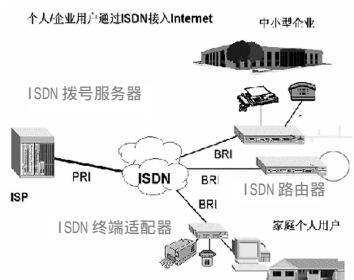 个人/企业用户通过ISDN接入Internet
中小型企业
ISDN 拨号服务器
BRI
PRI
ISDN
BRI
ISP
ISDN 路由器
BRI
ISDN 终端适配器
家庭个人用户